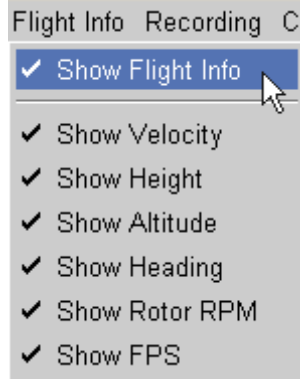 Flight Info Recording C
Show Flight Info
Show Velocity
Show Height
Show Altitude
Show Heading
Show Rotor RPM
Show FPS